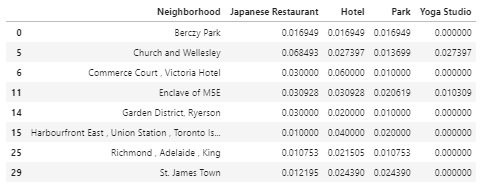 Neighborhood Japanese Restaurant Hotel Park Yoga Studio
0 Berczy Park 0.016949 0.016949 0.016949 0.000000
5 Church and Wellesley 0.068493 0.027397 0.013699 0.027397
6 Commerce Court , Victoria Hotel 0.030000 0.060000 0.010000 0.000000
11 Enclave of M5E 0.030928 0.030928 0.020619 0.010309
14 Garden District, Ryerson 0.030000 0.020000 0.010000 0.000000
15 Harbourfront East , Union Station , Toronto Is... 0.010000 0.040000 0.020000 0.000000
25 Richmond , Adelaide , King 0.010753 0.021505 0.010753 0.000000
29 St. James Town 0.012195 0.024390 0.024390 0.000000